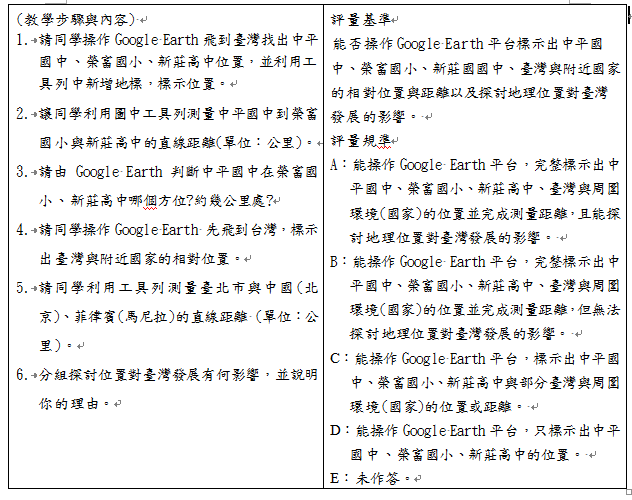 (教學步驟與內容)
1. 請同學操作 Google Earth 飛到臺灣找出中平
國中、榮富國小、新莊高中位置，並利用工
具列中新增地標，標示位置。
2. 讓同學利用圖中工具列測量中平國中到榮富
國小與新莊高中的直線距離(單位：公里)。
3. 請由 Google Earth 判斷中平國中在榮富國
小、新莊高中哪個方位?約幾公里處?
4. 請同學操作 Google Earth 先飛到台灣，標示
出臺灣與附近國家的相對位置。
5. 請同學利用工具列測量臺北市與中國(北
京)、菲律賓(馬尼拉)的直線距離 (單位：公
里)。
6. 分組探討位置對臺灣發展有何影響，並說明
你的理由。
評量基準
能否操作 Google Earth 平台標示出中平國
中、榮富國小、新莊國國中、臺灣與附近國家
的相對位置與距離以及探討地理位置對臺灣
發展的影響。
評量規準
A：能操作 Google Earth 平台，完整標示出中
平國中、榮富國小、新莊高中、臺灣與周圍
環境(國家)的位置並完成測量距離，且能探
討地理位置對臺灣發展的影響。
B：能操作 Google Earth 平台，完整標示出中
平國中、榮富國小、新莊高中、臺灣與周圍
環境(國家)的位置並完成測量距離，但無法
探討地理位置對臺灣發展的影響。
C：能操作 Google Earth 平台，標示出中平國
中、榮富國小、新莊高中與部分臺灣與周圍
環境(國家)的位置或距離。
D：能操作 Google Earth 平台，只標示出中平
國中、榮富國小、新莊高中的位置。
E：未作答。